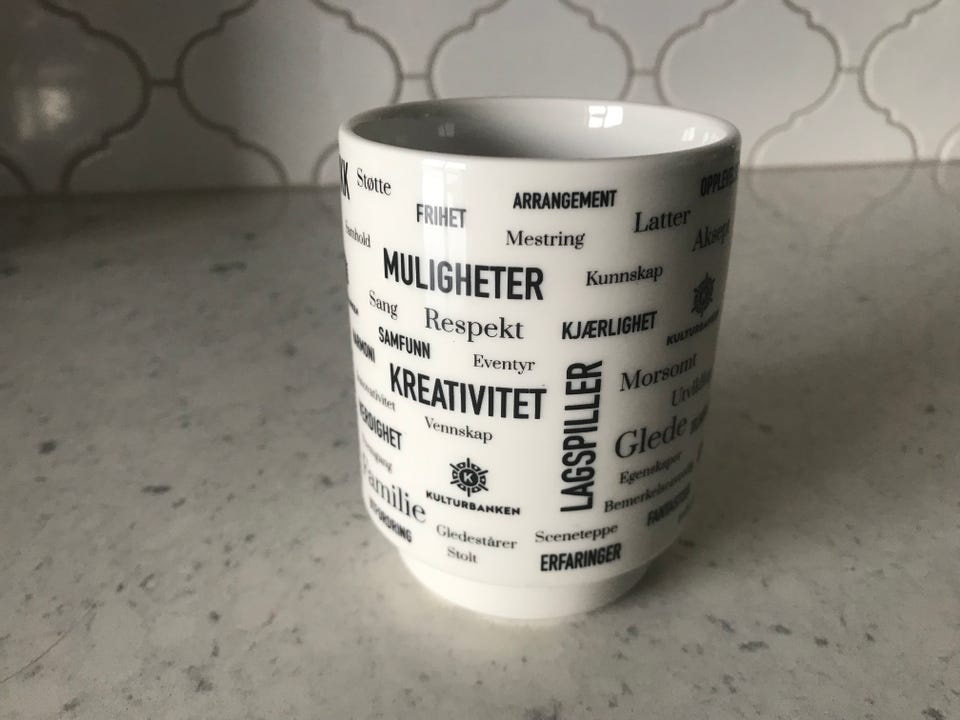 Støtte
FRIHET
ARRANGEMENT
Latter
Mestring
MULIGHETER
Kunnskap
Sang
Respekt
KJÆRLIGHET
KULTURBANKEN
SAMFUNN
Eventyr
Morsomt
KREATIVITET
LAGSPILLER
Vennskap
Glede
K
KULTURBANKEN
Egenskaper
Familie
Gledestårer
Sceneteppe
Stolt
ERFARINGER